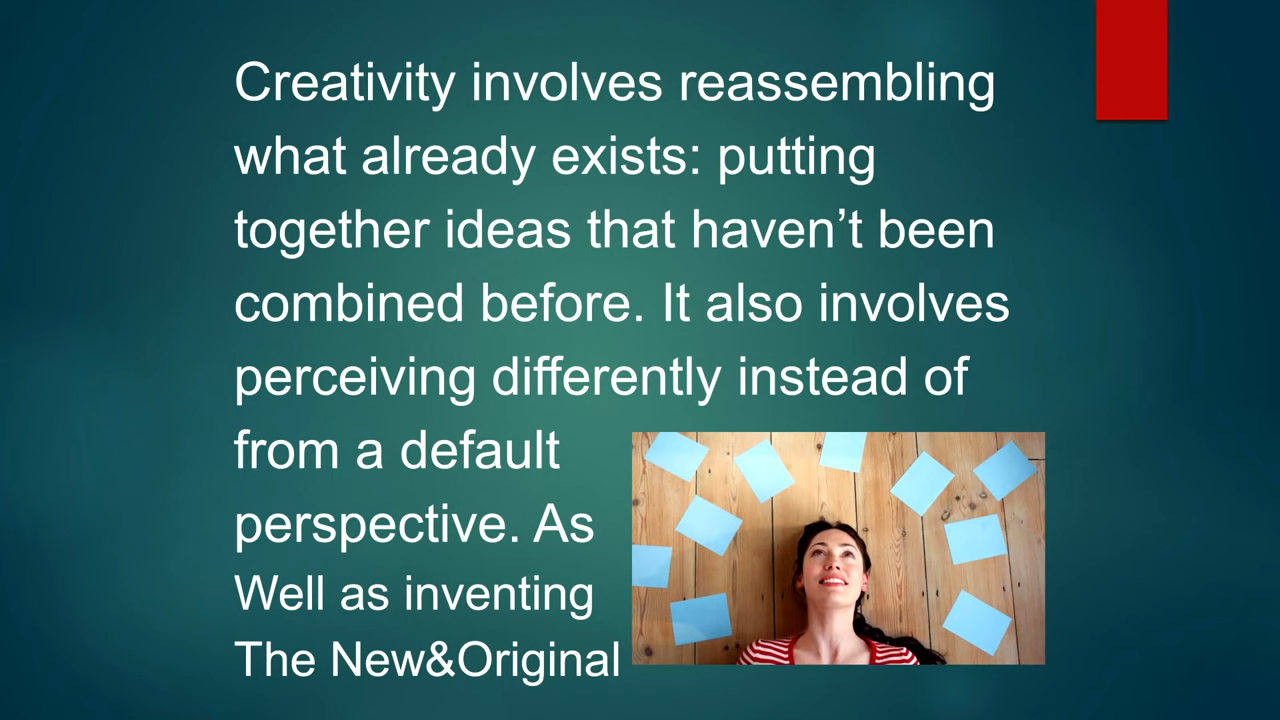 Creativity involves reassembling
what already exists: putting
together ideas that haven’t been
combined before. It also involves
perceiving differently instead of
from a default
perspective. As
Well as inventing
The New&Original